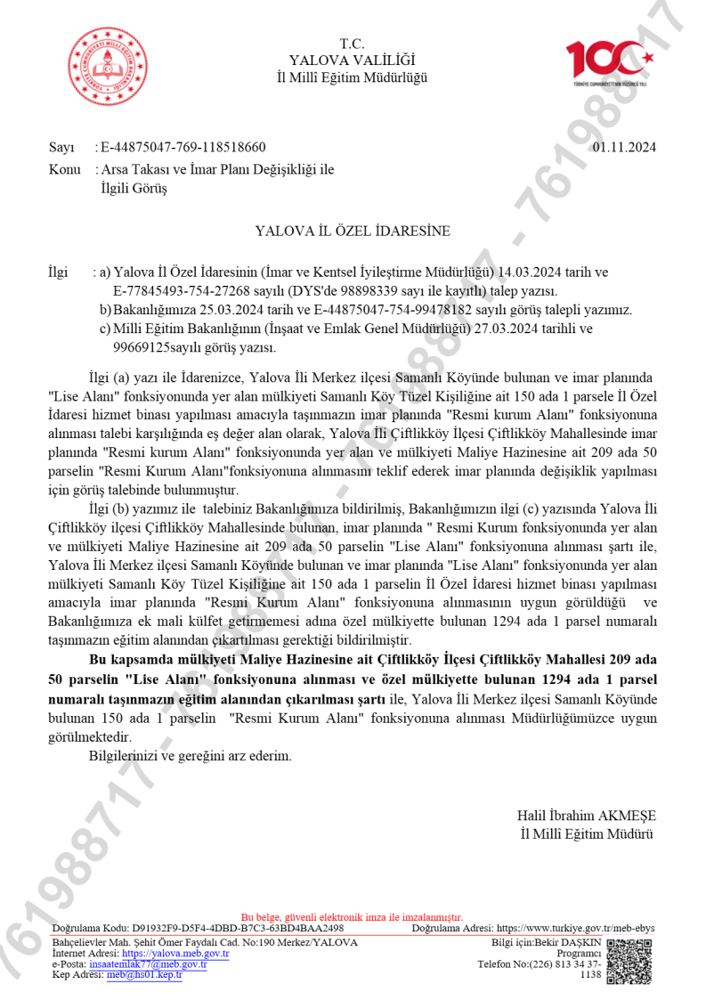 T.C.
YALOVA VALİLİĞİ
İl Millî Eğitim Müdürlüğü
TÜRKİYE CUMHURİYETİ'NİN YÜZÜNCÜ YILI
Sayı : E-44875047-769-118518660 01.11.2024
Konu : Arsa Takası ve İmar Planı Değişikliği ile
İlgili Görüş
YALOVA İL ÖZEL İDARESİNE
İlgi : a) Yalova İl Özel İdaresinin (İmar ve Kentsel İyileştirme Müdürlüğü) 14.03.2024 tarih ve
E-77845493-754-27268 sayılı (DYS'de 98898339 sayı ile kayıtlı) talep yazısı.
b) Bakanlığımıza 25.03.2024 tarih ve E-44875047-754-99478182 sayılı görüş talepli yazımız.
c) Milli Eğitim Bakanlığının (İnşaat ve Emlak Genel Müdürlüğü) 27.03.2024 tarihli ve
99669125sayılı görüş yazısı.
İlgi (a) yazı ile İdarenizce, Yalova İli Merkez ilçesi Samanlı Köyünde bulunan ve imar planında
"Lise Alanı" fonksiyonunda yer alan mülkiyeti Samanlı Köy Tüzel Kişiliğine ait 150 ada 1 parsele İl Özel
İdaresi hizmet binası yapılması amacıyla taşınmazın imar planında "Resmi kurum Alanı" fonksiyonuna
alınması talebi karşılığında eş değer alan olarak, Yalova İli Çiftlikköy İlçesi Çiftlikköy Mahallesinde imar
planında "Resmi kurum Alanı" fonksiyonunda yer alan ve mülkiyeti Maliye Hazinesine ait 209 ada 50
parselin "Resmi Kurum Alanı"fonksiyonuna alınmasını teklif ederek imar planında değişiklik yapılması
için görüş talebinde bulunmuştur.
İlgi (b) yazımız ile talebiniz Bakanlığımıza bildirilmiş, Bakanlığımızın ilgi (c) yazısında Yalova İli
Çiftlikköy ilçesi Çiftlikköy Mahallesinde bulunan, imar planında " Resmi Kurum fonksiyonunda yer alan
ve mülkiyeti Maliye Hazinesine ait 209 ada 50 parselin "Lise Alanı" fonksiyonuna alınması şartı ile,
Yalova İli Merkez ilçesi Samanlı Köyünde bulunan ve imar planında "Lise Alanı" fonksiyonunda yer alan
mülkiyeti Samanlı Köy Tüzel Kişiliğine ait 150 ada 1 parselin İl Özel İdaresi hizmet binası yapılması
amacıyla imar planında "Resmi Kurum Alanı" fonksiyonuna alınmasının uygun görüldüğü ve
Bakanlığımıza ek mali külfet getirmemesi adına özel mülkiyette bulunan 1294 ada 1 parsel numaralı
taşınmazın eğitim alanından çıkartılması gerektiği bildirilmiştir.
Bu kapsamda mülkiyeti Maliye Hazinesine ait Çiftlikköy İlçesi Çiftlikköy Mahallesi 209 ada
50 parselin "Lise Alanı" fonksiyonuna alınması ve özel mülkiyette bulunan 1294 ada 1 parsel
numaralı taşınmazın eğitim alanından çıkarılması şartı ile, Yalova İli Merkez ilçesi Samanlı Köyünde
bulunan 150 ada 1 parselin "Resmi Kurum Alanı" fonksiyonuna alınması Müdürlüğümüzce uygun
görülmektedir.
Bilgilerinizi ve gereğini arz ederim.
Halil İbrahim AKMEŞE
İl Millî Eğitim Müdürü
Bu belge, güvenli elektronik imza ile imzalanmıştır.
Doğrulama Kodu: D91932F9-D5F4-4DBD-B7C3-63BD4BAA2498 Doğrulama Adresi: https://www.turkiye.gov.tr/meb-ebys
Bahçelievler Mah. Şehit Ömer Faydalı Cad. No:190 Merkez/YALOVA Bilgi için:Bekir DAŞKIN
İnternet Adresi: https://yalova.meb.gov.tr Programcı
e-Posta: insaatemlak77@meb.gov.tr Telefon No:(226) 813 34 37-
Kep Adresi: meb@hs01.kep.tr 1138
761988717 - 761988717 - 761988717 - 761988717